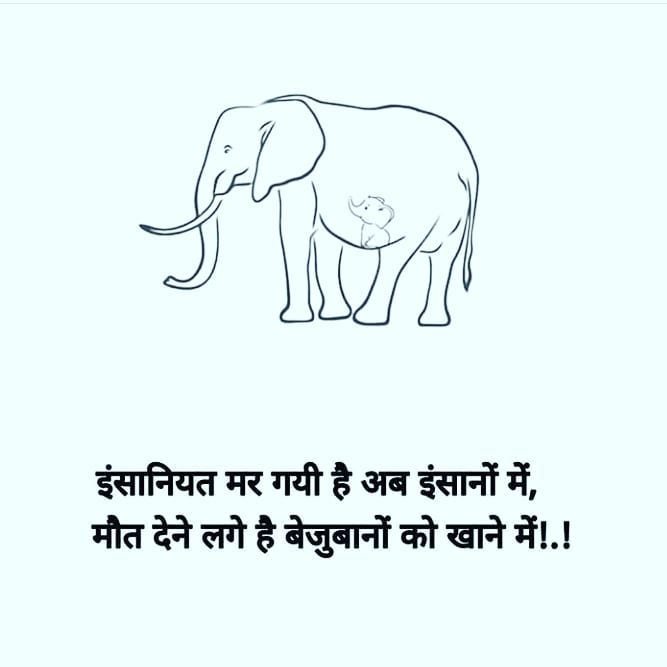 इंसानियत मर गयी है अब इंसानों में,
मौत देने लगे है बेजुबानों को खाने में!.!